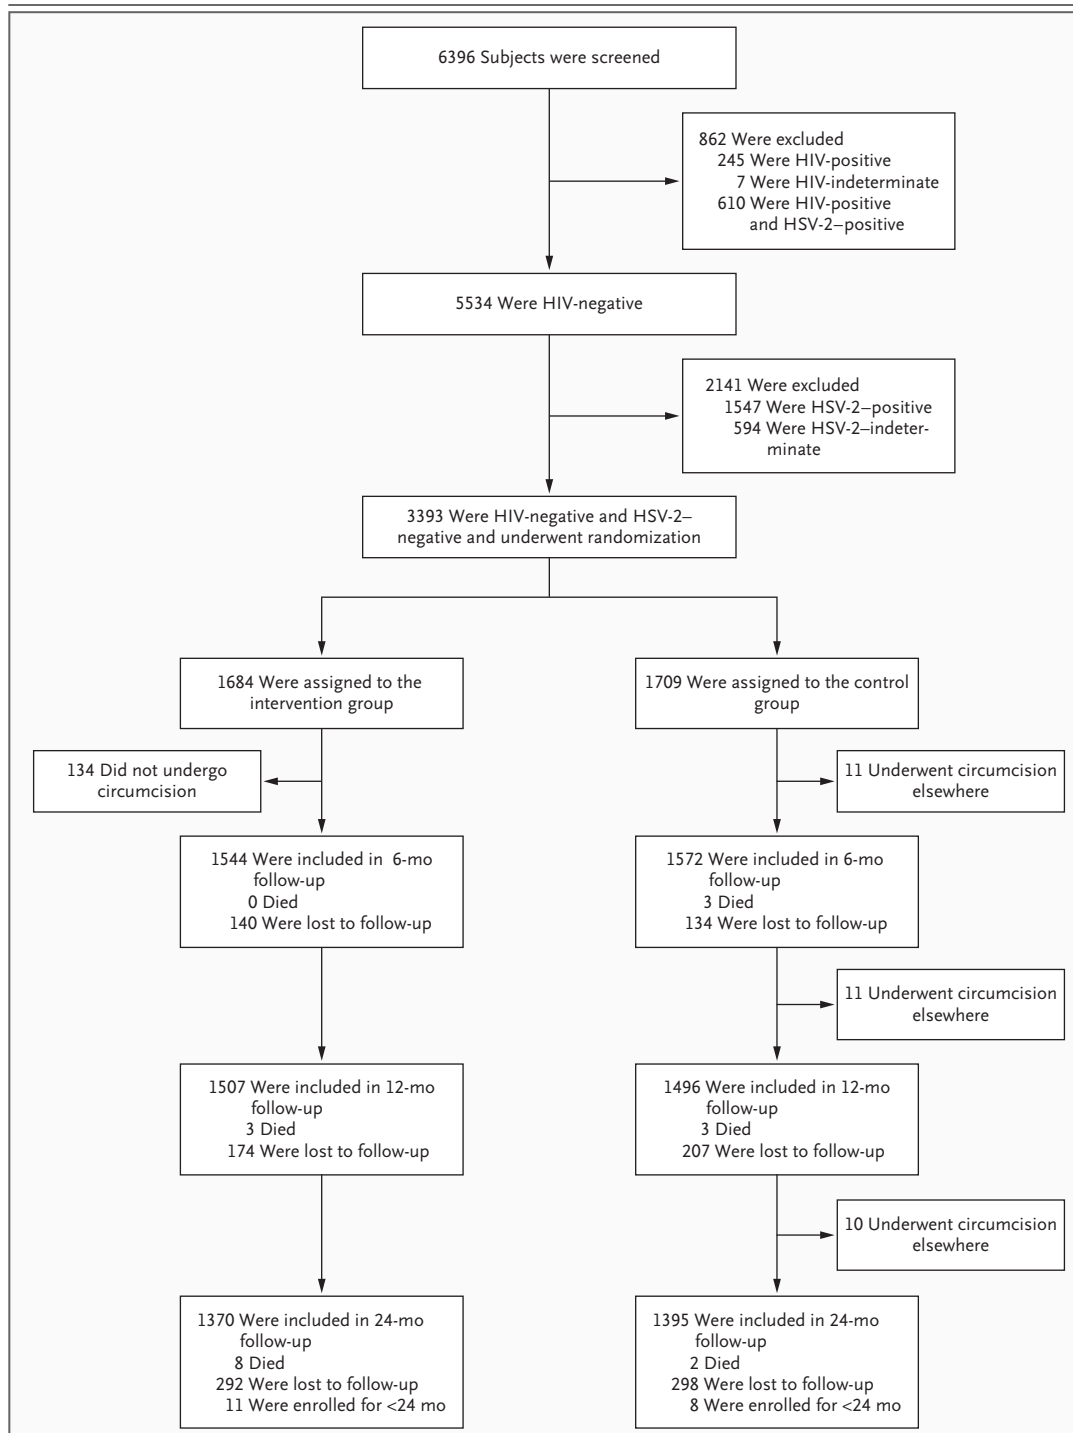 6396 Subjects were screened
862 Were excluded
245 Were HIV-positive
7 Were HIV-indeterminate
610 Were HIV-positive
and HSV-2–positive
5534 Were HIV-negative
2141 Were excluded
1547 Were HSV-2–positive
594 Were HSV-2–indeter-
minate
3393 Were HIV-negative and HSV-2–
negative and underwent randomization
1684 Were assigned to the
intervention group
1709 Were assigned to the control
group
134 Did not undergo
circumcision
11 Underwent circumcision
elsewhere
1544 Were included in 6-mo
follow-up
0 Died
140 Were lost to follow-up
1572 Were included in 6-mo
follow-up
3 Died
134 Were lost to follow-up
11 Underwent circumcision
elsewhere
1507 Were included in 12-mo
follow-up
3 Died
174 Were lost to follow-up
1496 Were included in 12-mo
follow-up
3 Died
207 Were lost to follow-up
10 Underwent circumcision
elsewhere
1370 Were included in 24-mo
follow-up
8 Died
292 Were lost to follow-up
11 Were enrolled for <24 mo
1395 Were included in 24-mo
follow-up
2 Died
298 Were lost to follow-up
8 Were enrolled for <24 mo